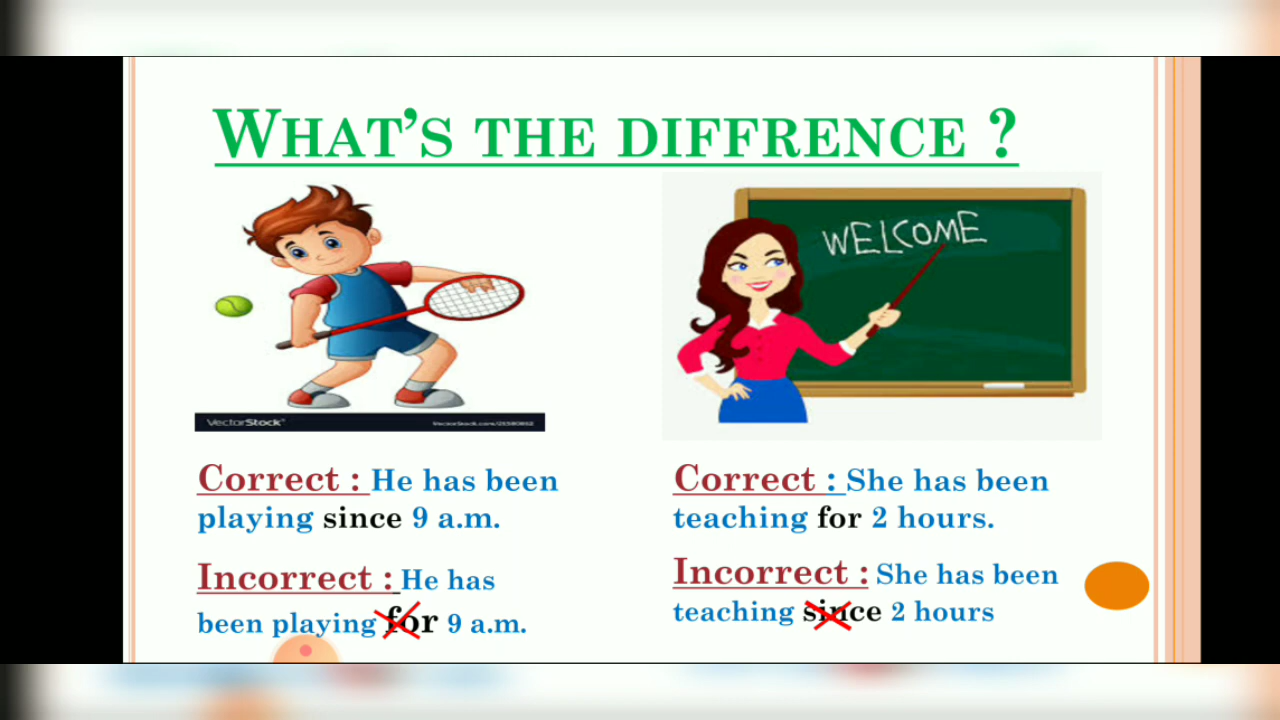 WHAT'S THE DIFFRENCE ?
WELCOME
VectorStock
Correct : He has been
playing since 9 a.m.
Incorrect : He has
been playing for 9 a.m.
Correct : She has been
teaching for 2 hours.
Incorrect : She has been
teaching since 2 hours